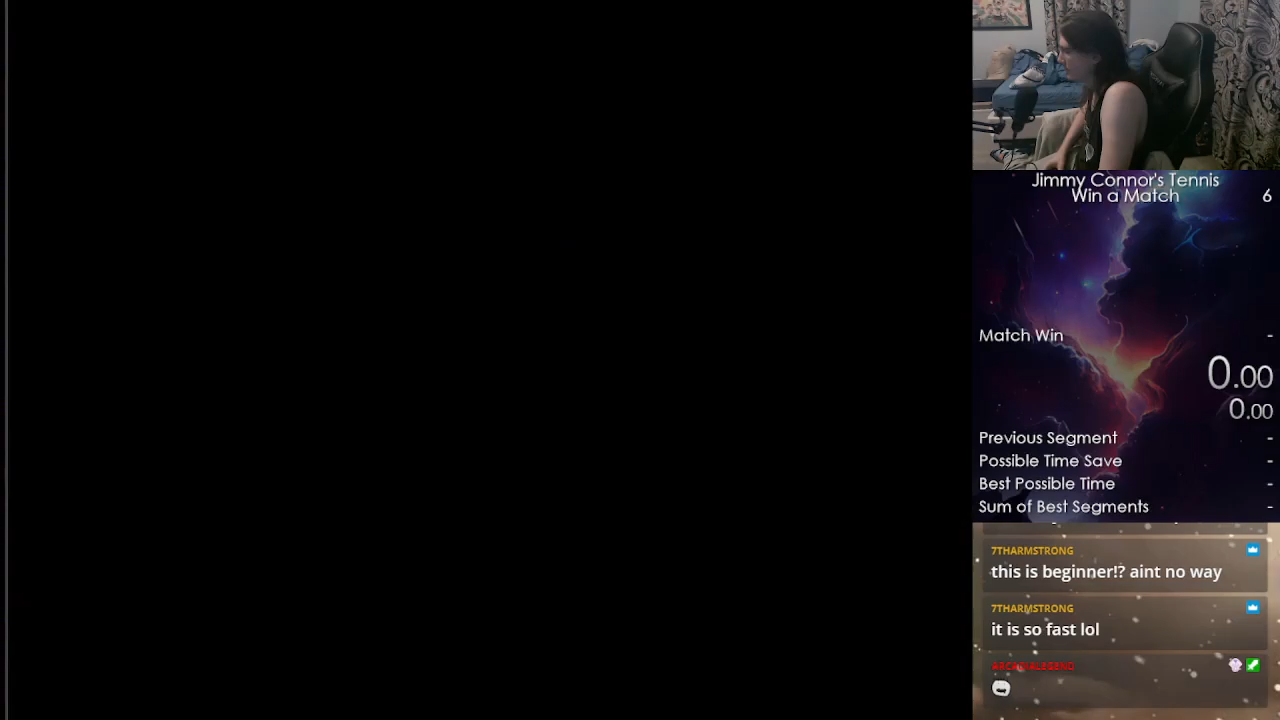 Jimmy Connor's Tennis
Win a Match 6
Match Win -
0.00
0.00
Previous Segment -
Possible Time Save -
Best Possible Time -
Sum of Best Segments -
7THARMSTRONG
this is beginner!? aint no way
7THARMSTRONG
it is so fast lol
ARCADIALEGEND